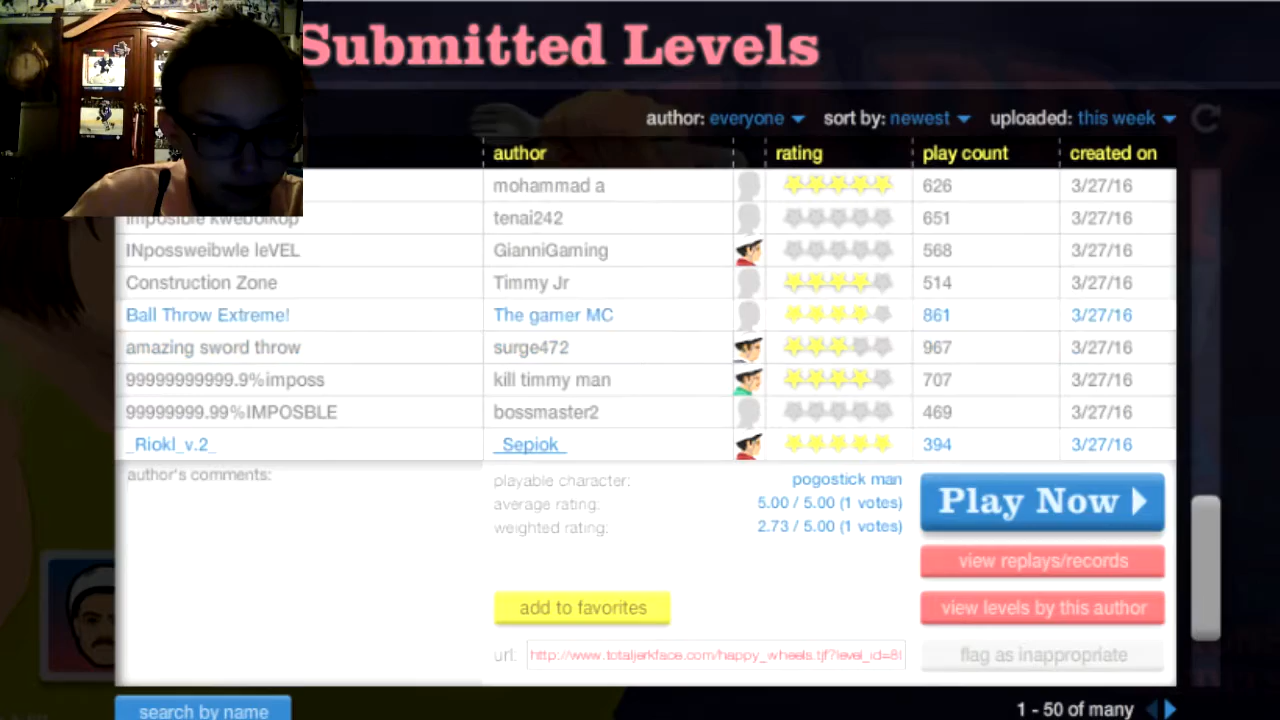 Submitted Levels
author: everyone sort by: newest uploaded: this week
author rating play count created on
mohammad a 626 3/27/16
imposible kweboikop tenai242 651 3/27/16
INpossweibwle leVEL GianniGaming 568 3/27/16
Construction Zone Timmy Jr 514 3/27/16
Ball Throw Extreme! The gamer MC 861 3/27/16
amazing sword throw surge472 967 3/27/16
99999999999.9%imposs kill timmy man 707 3/27/16
99999999.99%IMPOSBLE bossmaster2 469 3/27/16
_Riokl_v.2_ _Sepiok_ 394 3/27/16
author's comments:
playable character: pogostick man
average rating: 5.00 / 5.00 (1 votes)
weighted rating: 2.73 / 5.00 (1 votes)
Play Now
view replays/records
add to favorites
view levels by this author
url: http://www.totaljerkface.com/happy_wheels.tjf?level_id=8
flag as inappropriate
search by name
1 - 50 of many